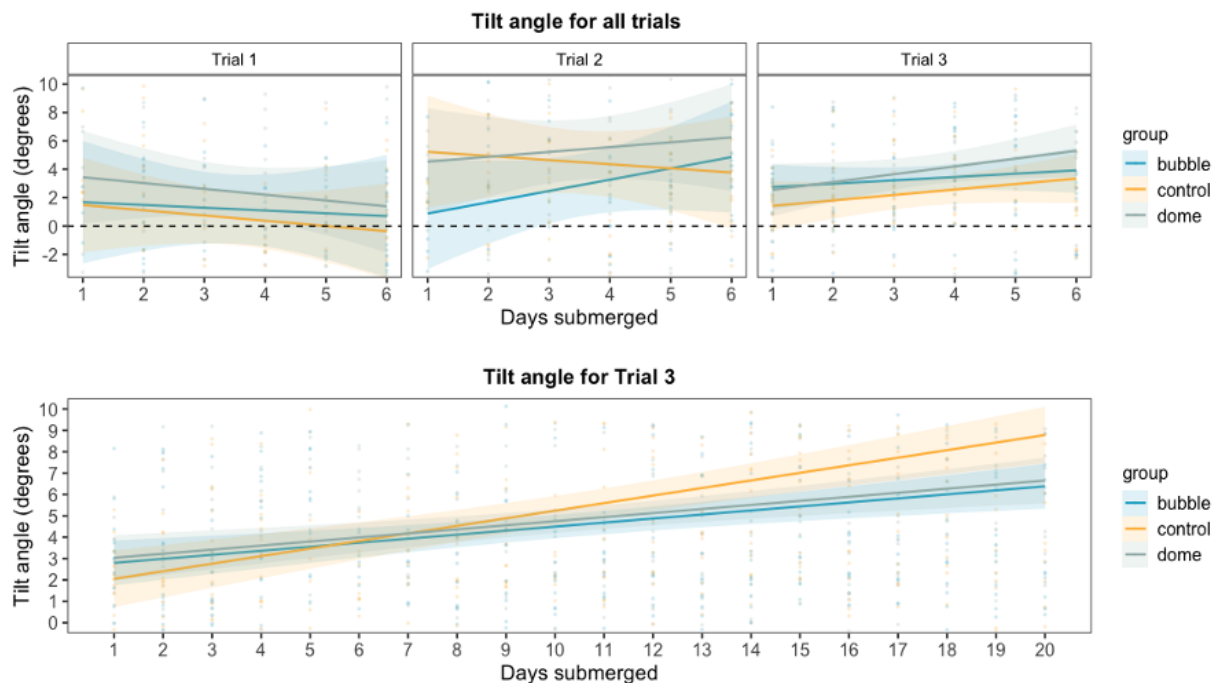 Tilt angle for all trials
Trial 1 Trial 2 Trial 3
Tilt angle (degrees)
10
8
6
4
2
0
-2
1 2 3 4 5 6 1 2 3 4 5 6 1 2 3 4 5 6
Days submerged
group
bubble
control
dome
Tilt angle for Trial 3
Tilt angle (degrees)
10
9
8
7
6
5
4
3
2
1
0
1 2 3 4 5 6 7 8 9 10 11 12 13 14 15 16 17 18 19 20
Days submerged
group
bubble
control
dome